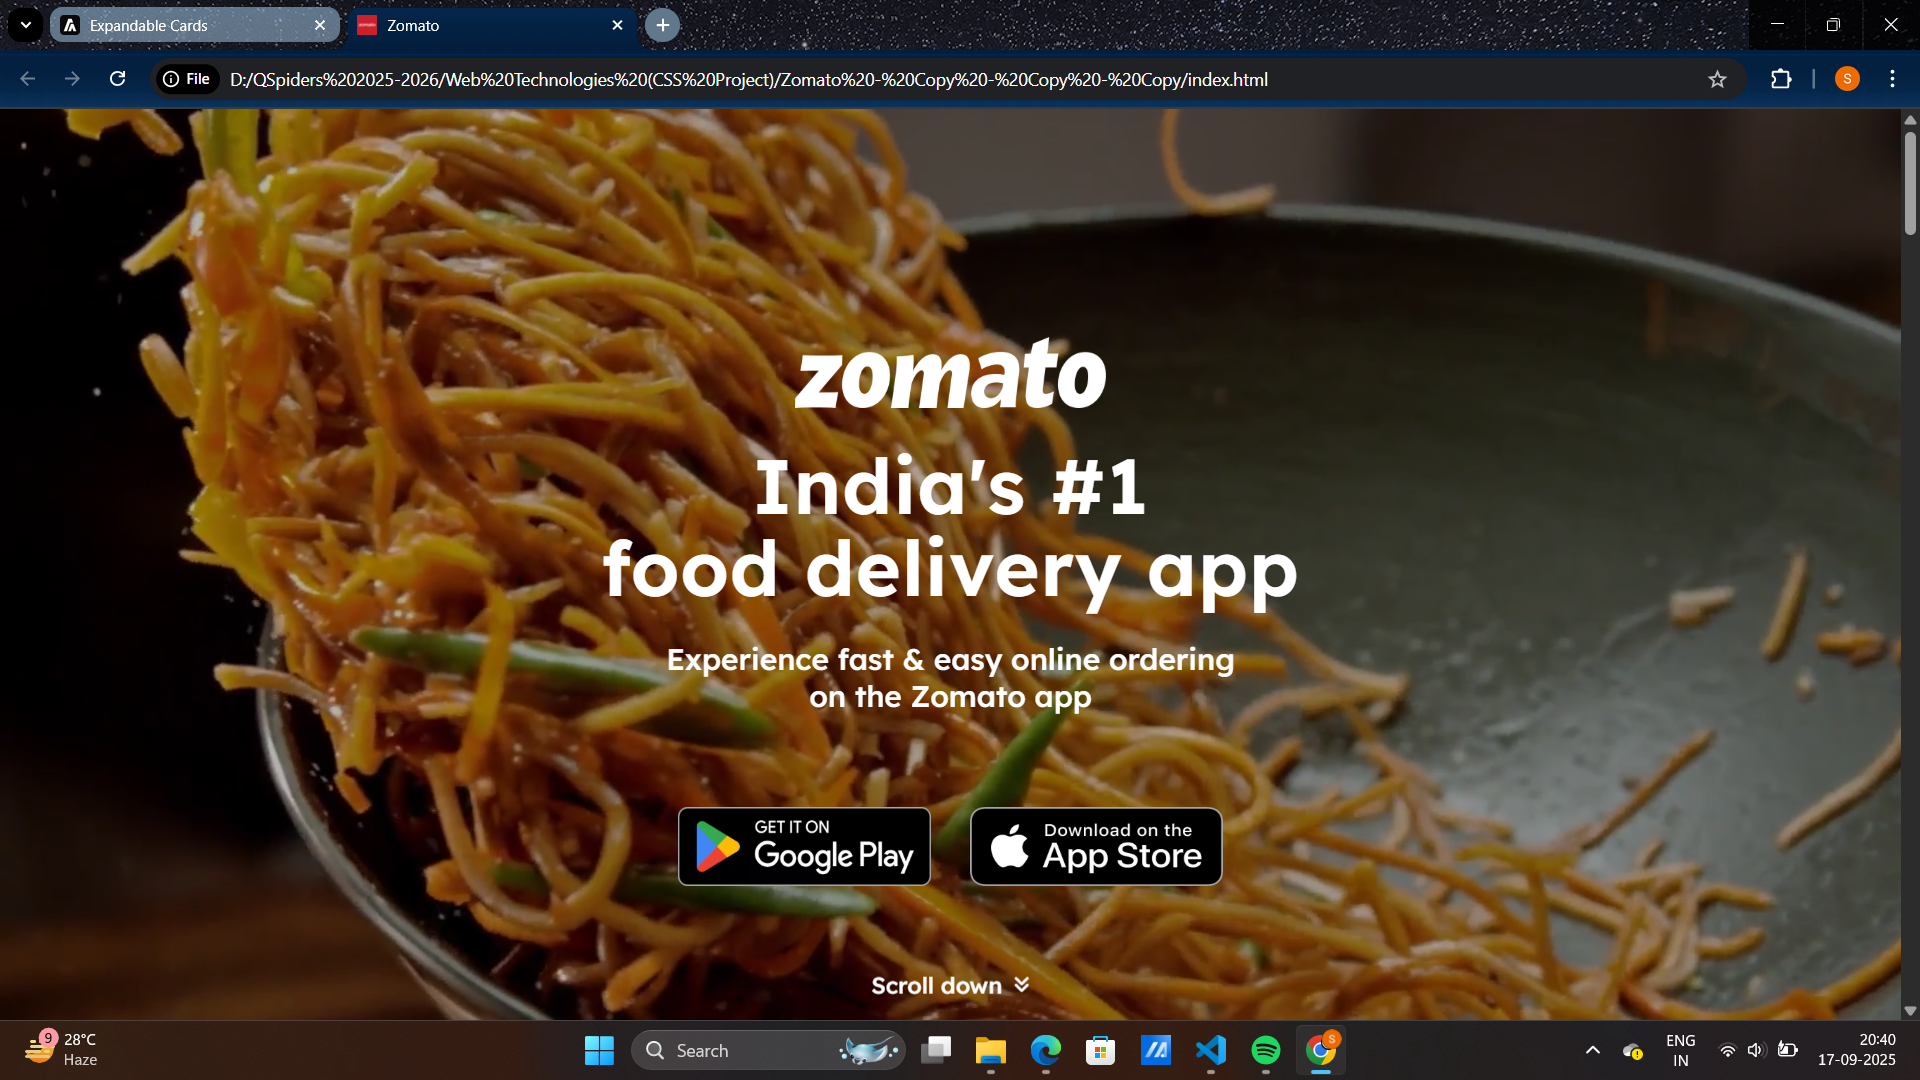 Expandable Cards
Zomato
File
D:/QSpiders%202025-2026/Web%20Technologies%20(CSS%20Project)/Zomato%20-%20Copy%20-%20Copy%20-%20Copy/index.html
S
zomato
India's #1
food delivery app
Experience fast & easy online ordering
on the Zomato app
GET IT ON
Google Play
Download on the
App Store
Scroll down
9
28°C
Haze
Search
S
ENG
IN
20:40
17-09-2025